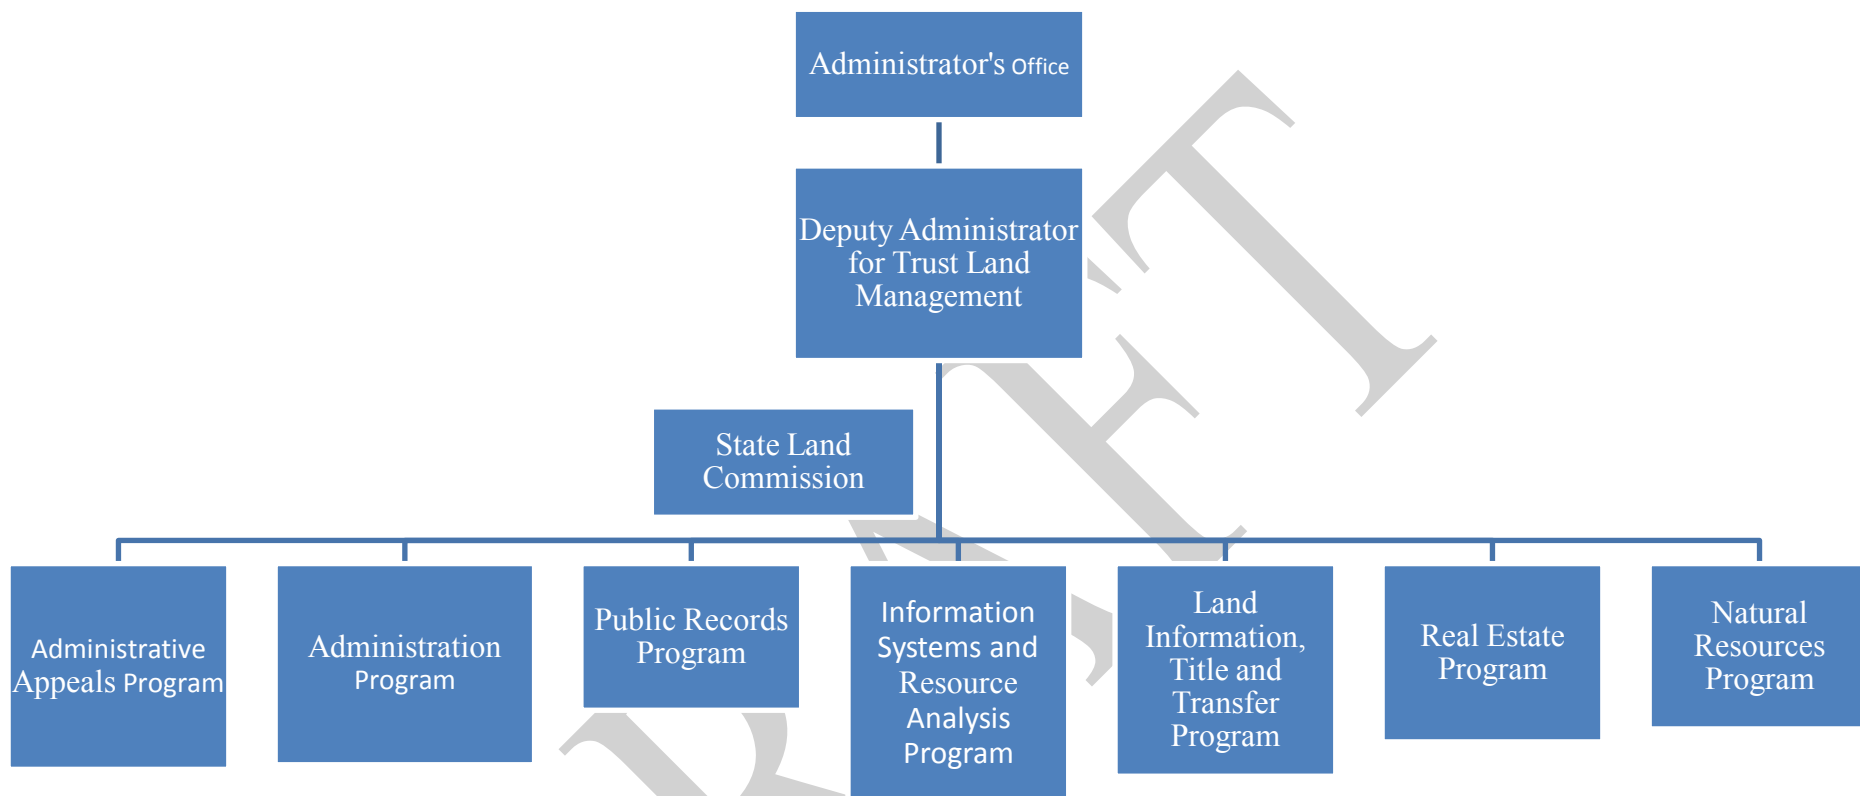 Administrator's Office
Deputy Administrator
for Trust Land
Management
State Land
Commission
Administrative
Appeals Program
Administration
Program
Public Records
Program
Information
Systems and
Resource
Analysis
Program
Land
Information,
Title and
Transfer
Program
Real Estate
Program
Natural
Resources
Program
DRAFT